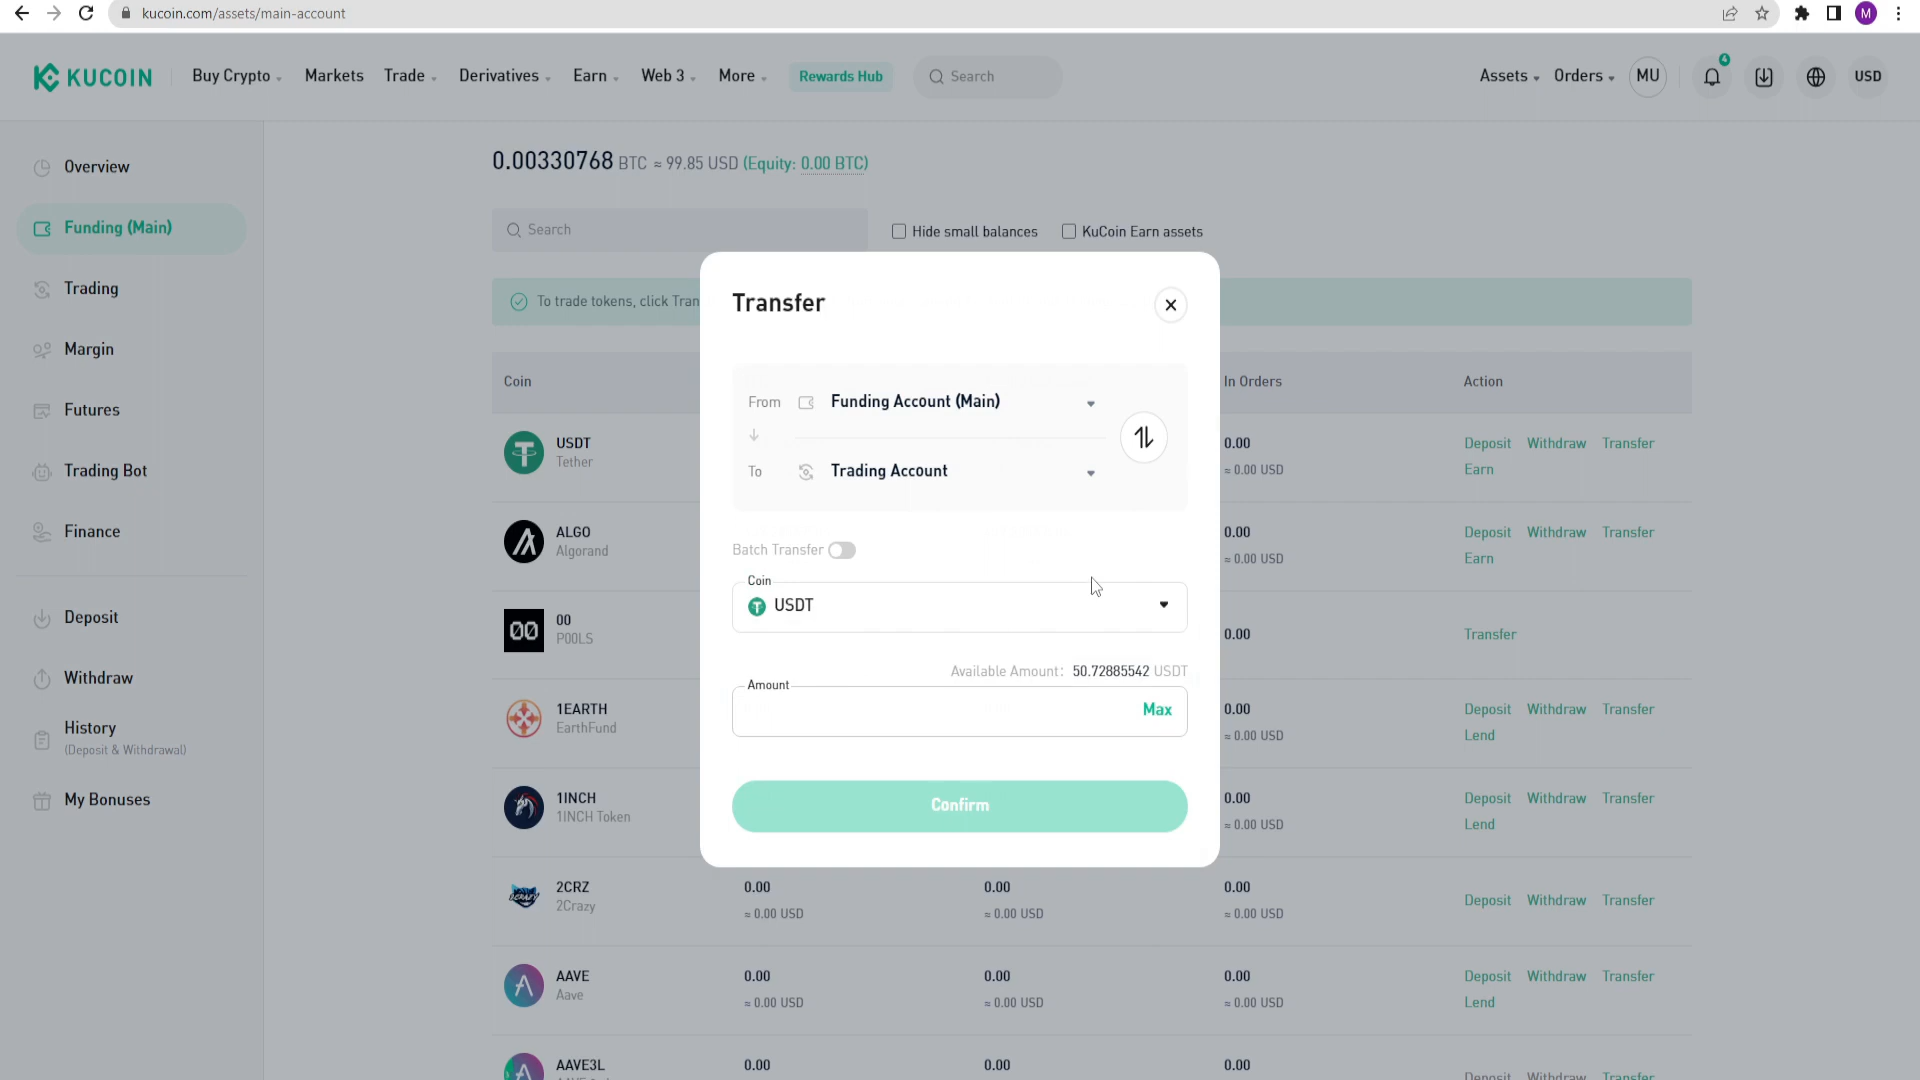 kucoin.com/assets/main-account
M
KUCOIN
Buy Crypto
Markets
Trade
Derivatives
Earn
Web 3
More
Rewards Hub
Search
Assets
Orders
MU
4
USD
Overview
Funding (Main)
Trading
Margin
Futures
Trading Bot
Finance
Deposit
Withdraw
History
(Deposit & Withdrawal)
My Bonuses
0.00330768 BTC ≈ 99.85 USD (Equity: 0.00 BTC)
Search
Hide small balances
KuCoin Earn assets
To trade tokens, click Tran
Coin
In Orders
Action
USDT
Tether
0.00
≈ 0.00 USD
Deposit Withdraw Transfer
Earn
ALGO
Algorand
0.00
≈ 0.00 USD
Deposit Withdraw Transfer
Earn
00
00
P00LS
0.00
Transfer
1EARTH
EarthFund
0.00
≈ 0.00 USD
Deposit Withdraw Transfer
Lend
1INCH
1INCH Token
0.00
≈ 0.00 USD
Deposit Withdraw Transfer
Lend
2CRZ
2Crazy
0.00
≈ 0.00 USD
0.00
≈ 0.00 USD
0.00
≈ 0.00 USD
Deposit Withdraw Transfer
AAVE
Aave
0.00
≈ 0.00 USD
0.00
≈ 0.00 USD
0.00
≈ 0.00 USD
Deposit Withdraw Transfer
Lend
AAVE3L
0.00
0.00
0.00
Deposit Withdraw Transfer
Transfer
From
Funding Account (Main)
To
Trading Account
Batch Transfer
Coin
USDT
Available Amount: 50.72885542 USDT
Amount
Max
Confirm